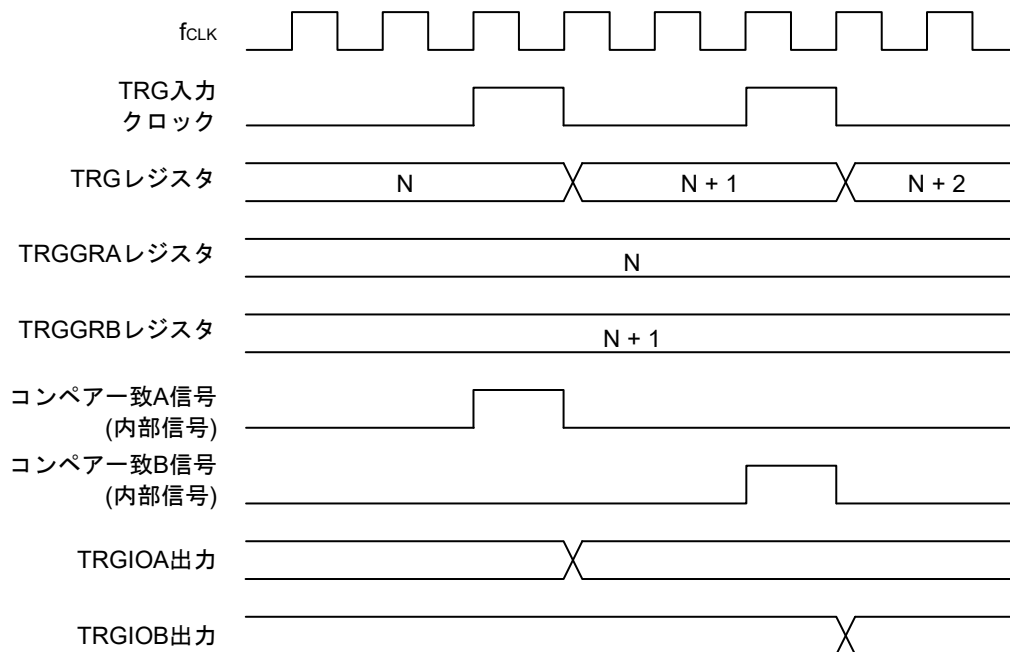 fCLK
TRG入力
クロック
TRGレジスタ
N
N + 1
N + 2
TRGGRAレジスタ
N
TRGGRBレジスタ
N + 1
コンペアー致A信号
(内部信号)
コンペアー致B信号
(内部信号)
TRGIOA出力
TRGIOB出力